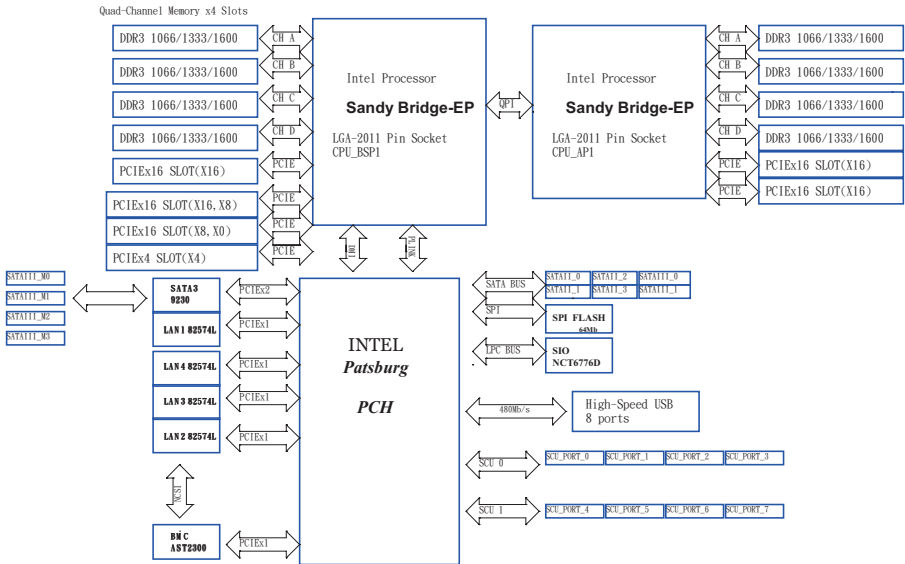 Quad-Channel Memory x4 Slots
DDR3 1066/1333/1600
CH A
DDR3 1066/1333/1600
CH B
DDR3 1066/1333/1600
CH C
DDR3 1066/1333/1600
CH D
PCIEx16 SLOT(X16)
PCIE
PCIEx16 SLOT(X16,X8)
PCIE
PCIEx16 SLOT(X8,X0)
PCIE
PCIEx4 SLOT(X4)
PCIE
Intel Processor
Sandy Bridge-EP
LGA-2011 Pin Socket
CPU_BSP1
QPI
Intel Processor
Sandy Bridge-EP
LGA-2011 Pin Socket
CPU_AP1
CH A
DDR3 1066/1333/1600
CH B
DDR3 1066/1333/1600
CH C
DDR3 1066/1333/1600
CH D
DDR3 1066/1333/1600
PCIE
PCIEx16 SLOT(X16)
PCIE
PCIEx16 SLOT(X16)
DMI
PLINK
SATAIII_M0
SATAIII_M1
SATAIII_M2
SATAIII_M3
SATA3
9230
PCIEx2
LAN1 82574L
PCIEx1
LAN4 82574L
PCIEx1
LAN3 82574L
PCIEx1
LAN2 82574L
PCIEx1
NCSI
BMC
AST2300
PCIEx1
INTEL
Patsburg
PCH
SATA BUS
SATAII_0 SATAII_2 SATAIII_0
SATAII_1 SATAII_3 SATAIII_1
SPI
SPI FLASH
64Mb
LPC BUS
SIO
NCT6776D
480Mb/s
High-Speed USB
8 ports
SCU 0
SCU_PORT_0 SCU_PORT_1 SCU_PORT_2 SCU_PORT_3
SCU 1
SCU_PORT_4 SCU_PORT_5 SCU_PORT_6 SCU_PORT_7